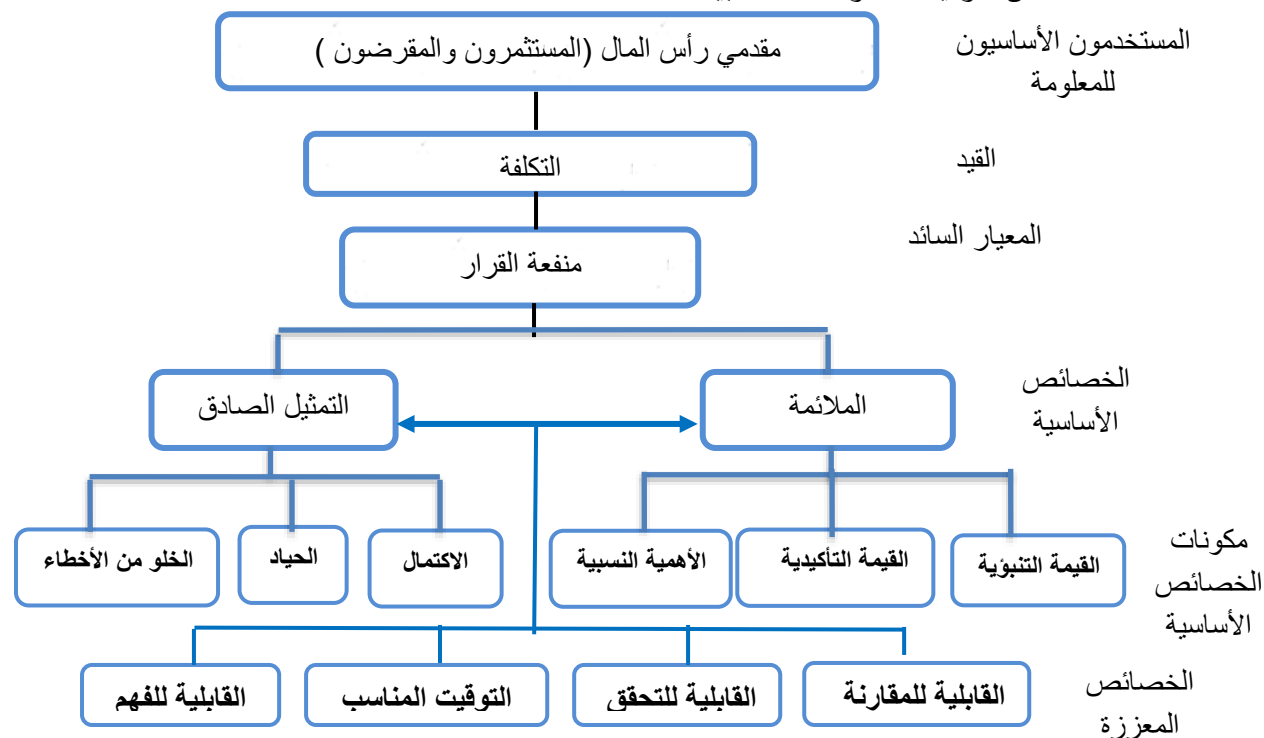 المستخدمون الأساسيون
للمعلومة
مقدمي رأس المال (المستثمرون والمقرضون )
القيد
التكلفة
المعيار السائد
منفعة القرار
الخصائص
الأساسية
الملائمة
التمثيل الصادق
مكونات
الخصائص
الأساسية
القيمة التنبؤية
القيمة التأكيدية
الأهمية النسبية
الاكتمال
الحياد
الخلو من الأخطاء
الخصائص
المعززة
القابلية للمقارنة
القابلية للتحقق
التوقيت المناسب
القابلية للفهم